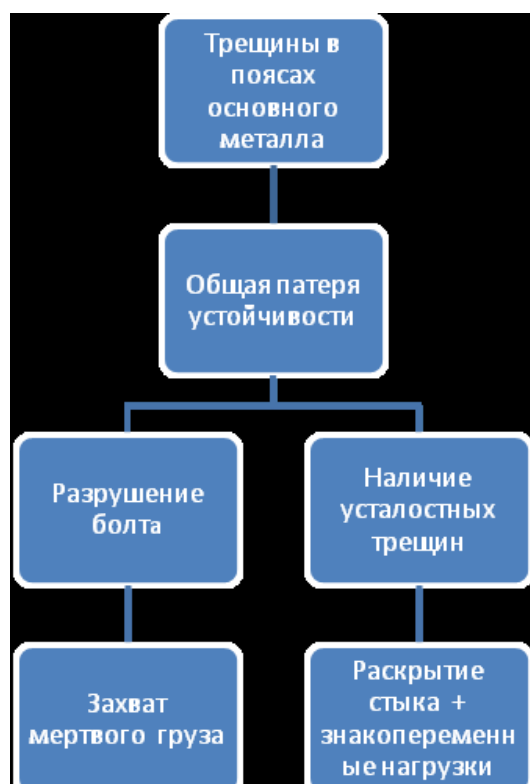 Трещины в
поясах
основного
металла
Общая патеря
устойчивости
Разрушение
болта
Наличие
усталостных
трещин
Захват
мертвого груза
Раскрытие
стыка +
знакопеременн
ые нагрузки